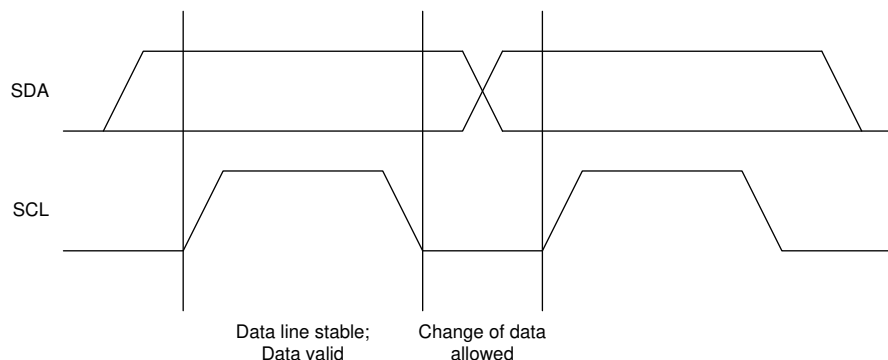 SDA
SCL
Data line stable;
Data valid
Change of data
allowed